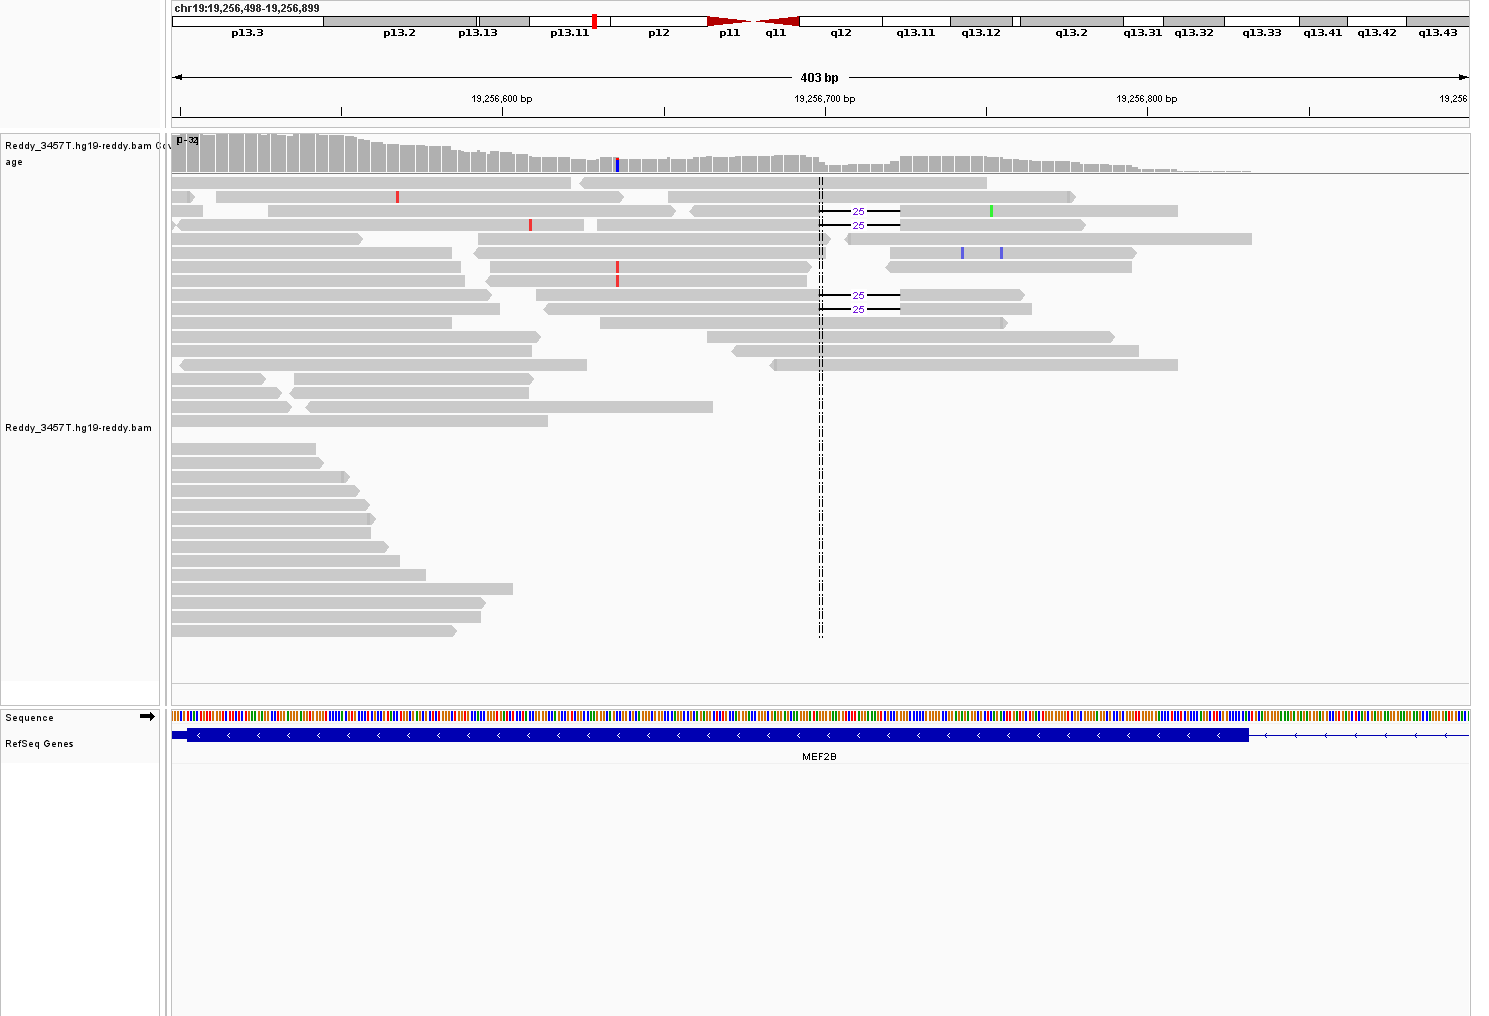 chr19:19,256,498-19,256,899
p13.3 p13.2 p13.13 p13.11 p12 p11 q11 q12 q13.11 q13.12 q13.2 q13.31 q13.32 q13.33 q13.41 q13.42 q13.43
403 bp
19,256,600 bp 19,256,700 bp 19,256,800 bp 19,256
[0 - 32]
Reddy_3457T.hg19-reddy.bam Cov
age
25
25
25
25
Reddy_3457T.hg19-reddy.bam
Sequence
RefSeq Genes
MEF2B